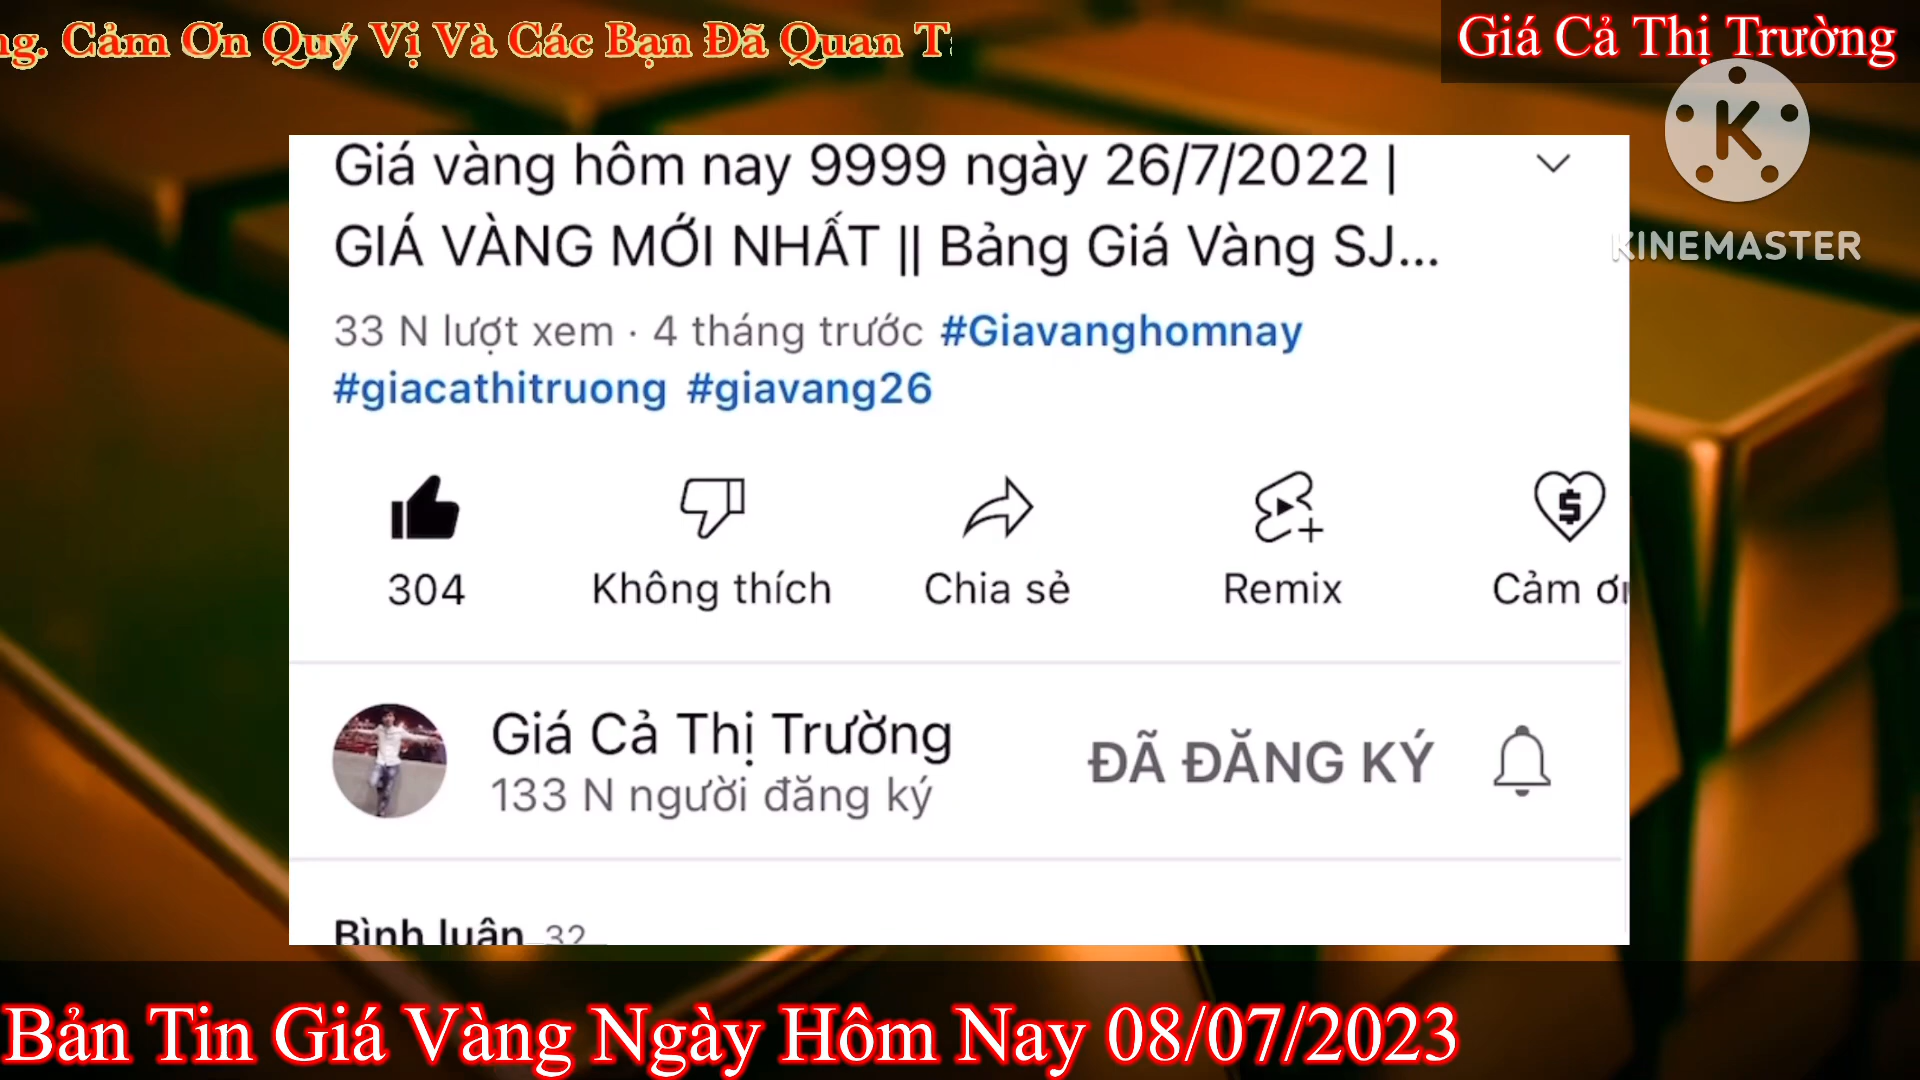 ng. Cảm Ơn Quý Vị Và Các Bạn Đã Quan T
Giá Cả Thị Trường
K
KINEMASTER
Giá vàng hôm nay 9999 ngày 26/7/2022 |
GIÁ VÀNG MỚI NHẤT || Bảng Giá Vàng SJ...
33 N lượt xem · 4 tháng trước #Giavanghomnay
#giacathitruong #giavang26
304 Không thích Chia sẻ Remix Cảm ơn
Giá Cả Thị Trường
133 N người đăng ký
ĐÃ ĐĂNG KÝ
Bình luận 32
Bản Tin Giá Vàng Ngày Hôm Nay 08/07/2023